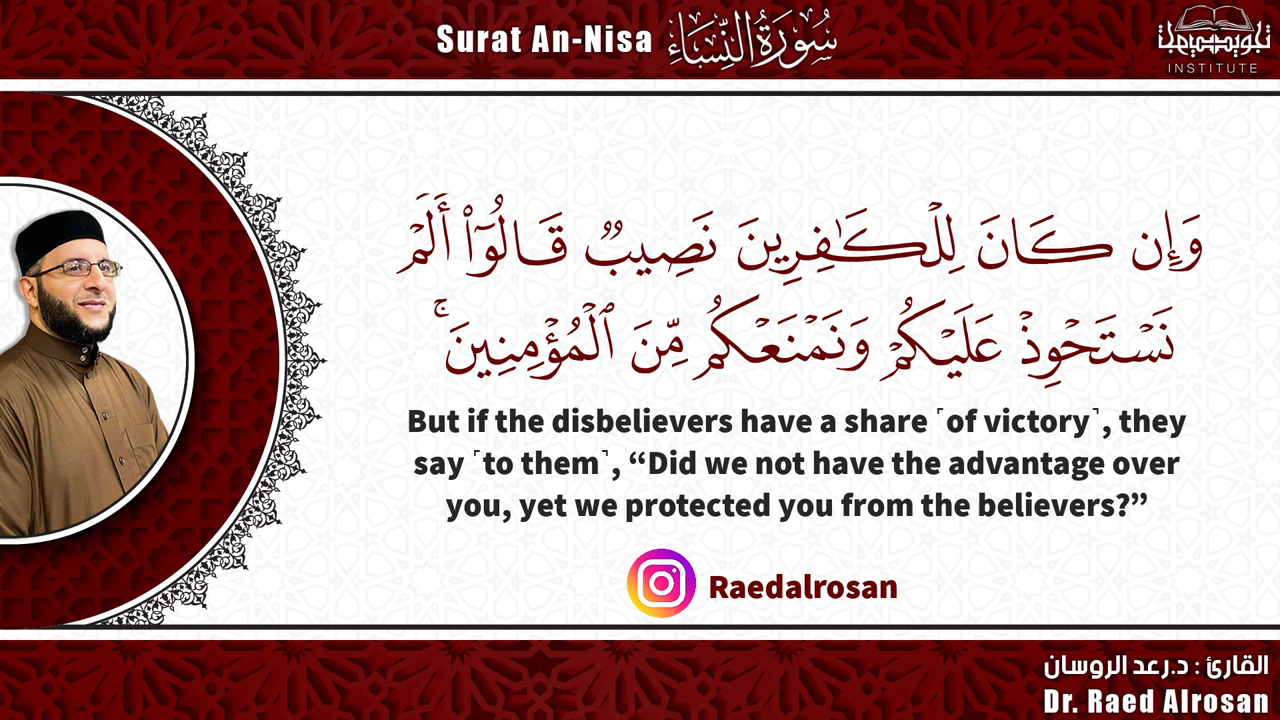 Surat An-Nisa سُورَةُ النِّسَاءِ
INSTITUTE
وَإِن كَانَ لِلْكَـٰفِرِينَ نَصِيبٌۭ قَالُوٓا۟ أَلَمْ
نَسْتَحْوِذْ عَلَيْكُمْ وَنَمْنَعْكُم مِّنَ ٱلْمُؤْمِنِينَ ۚ
But if the disbelievers have a share ˹of victory˺, they
say ˹to them˺, “Did we not have the advantage over
you, yet we protected you from the believers?”
Raedalrosan
القارئ : د.رعد الروسان
Dr. Raed Alrosan